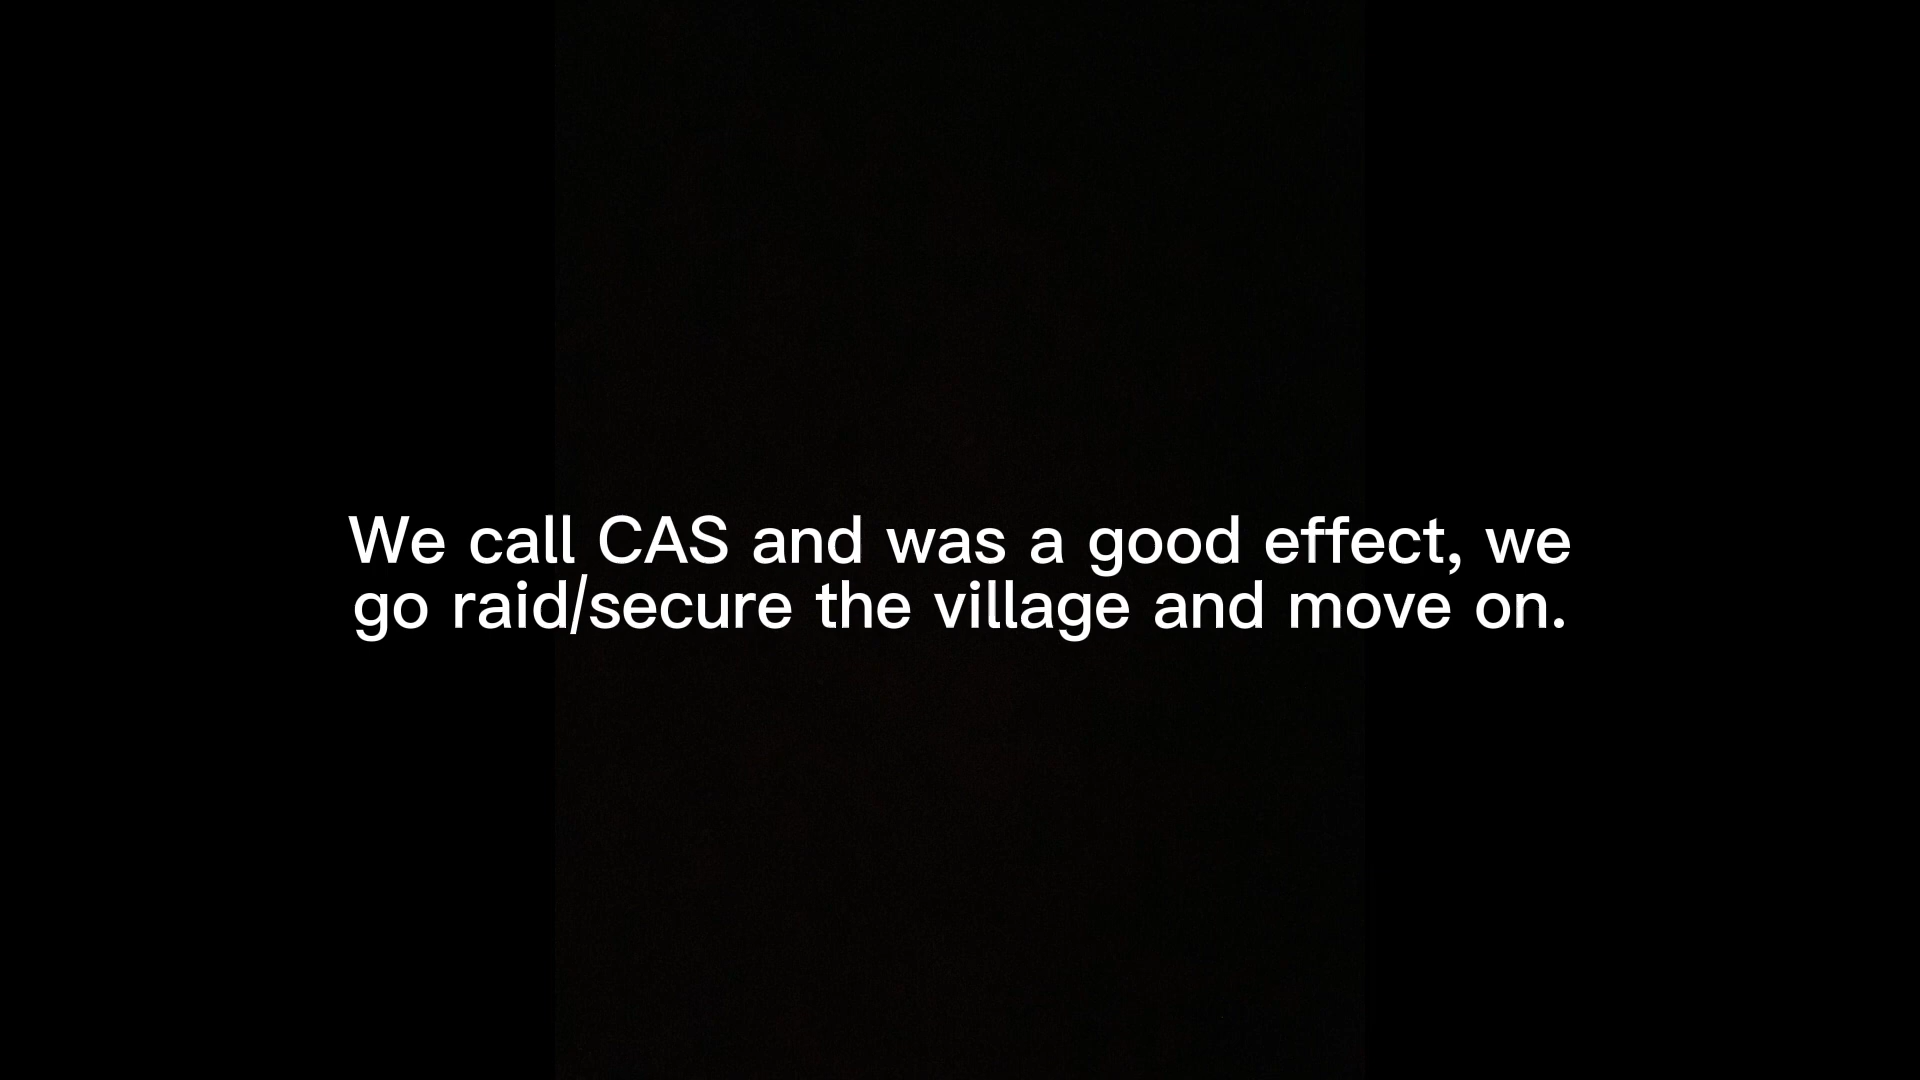 We call CAS and was a good effect, we
go raid/secure the village and move on.